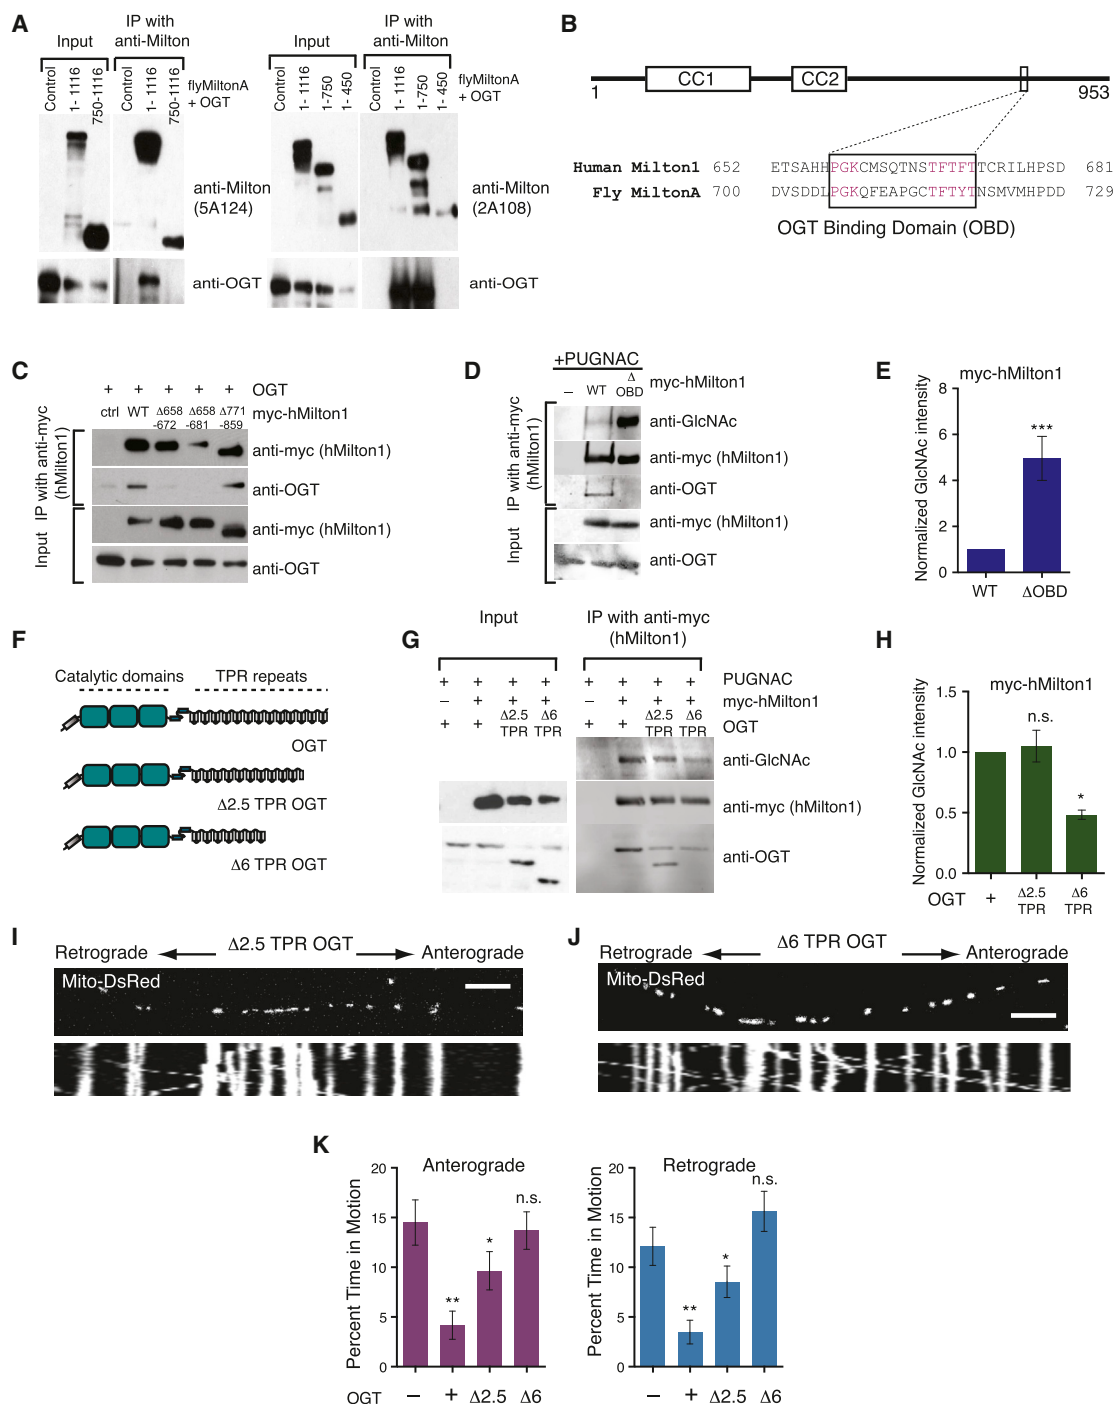 A
Input
IP with
anti-Milton
Control
1- 1116
750-1116
Control
1- 1116
750-1116
flyMiltonA
+ OGT
anti-Milton
(5A124)
anti-OGT
Input
IP with
anti-Milton
Control
1- 1116
1-750
1- 450
Control
1- 1116
1-750
1- 450
flyMiltonA
+ OGT
anti-Milton
(2A108)
anti-OGT
B
CC1
CC2
1
953
Human Milton1 652 ETSAHHPGKCMSQTNSTFTFTTCRILHPSD 681
Fly MiltonA 700 DVSDDLPGKQFEAPGCTFTYTNSMVMHPDD 729
OGT Binding Domain (OBD)
C
+ + + + + OGT
ctrl WT Δ658 Δ658 Δ771 myc-hMilton1
-672 -681 -859
IP with anti-myc
(hMilton1)
anti-myc (hMilton1)
anti-OGT
Input
anti-myc (hMilton1)
anti-OGT
D
+PUGNAC
– WT Δ OBD myc-hMilton1
IP with anti-myc
(hMilton1)
anti-GlcNAc
anti-myc (hMilton1)
anti-OGT
Input
anti-myc (hMilton1)
anti-OGT
E
myc-hMilton1
Normalized GlcNAc intensity
8
6
4
2
0
***
WT ΔOBD
F
Catalytic domains TPR repeats
OGT
Δ2.5 TPR OGT
Δ6 TPR OGT
G
Input
IP with anti-myc
(hMilton1)
+ + + + + + + + PUGNAC
– + + + – + + + myc-hMilton1
+ + Δ2.5 Δ6 + + Δ2.5 Δ6 OGT
TPR TPR TPR TPR
anti-GlcNAc
anti-myc (hMilton1)
anti-OGT
H
myc-hMilton1
Normalized GlcNAc intensity
1.5
1.0
0.5
0.0
n.s.
*
OGT + Δ2.5 Δ6
TPR TPR
I
Retrograde Δ2.5 TPR OGT Anterograde
Mito-DsRed
J
Retrograde Δ6 TPR OGT Anterograde
Mito-DsRed
K
Anterograde
Percent Time in Motion
20
15
10
5
0
**
*
n.s.
OGT – + Δ2.5 Δ6
Retrograde
Percent Time in Motion
20
15
10
5
0
**
*
n.s.
– + Δ2.5 Δ6